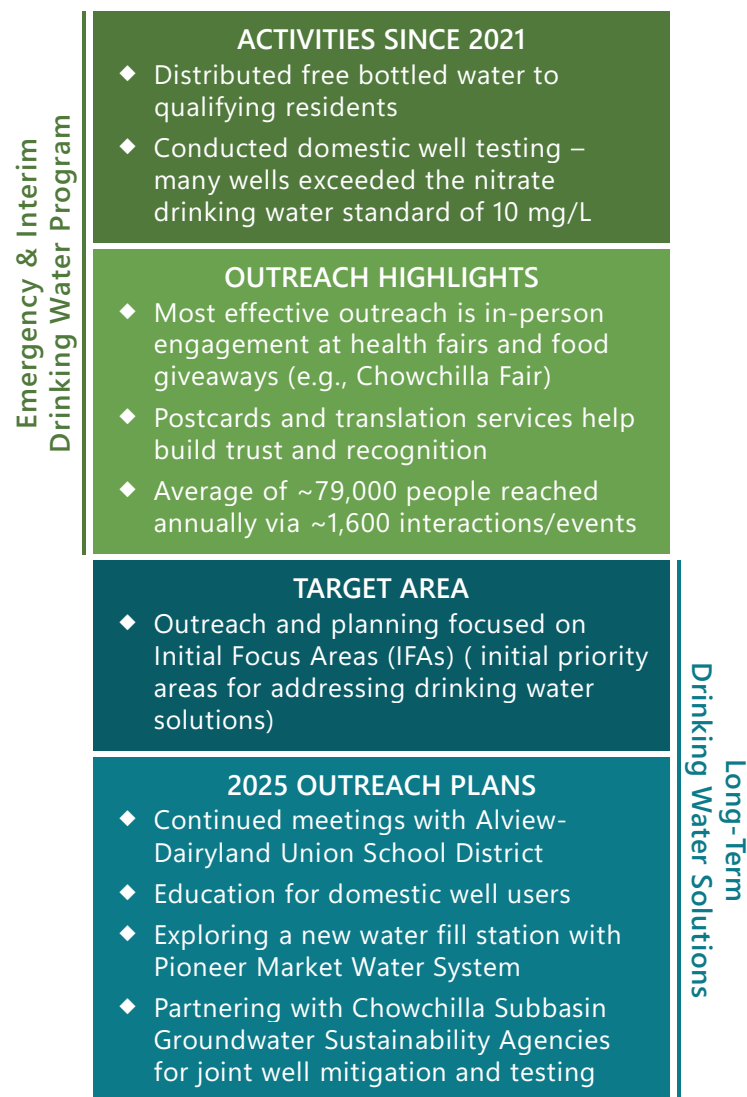 Emergency & Interim
Drinking Water Program
ACTIVITIES SINCE 2021
◆ Distributed free bottled water to
qualifying residents
◆ Conducted domestic well testing –
many wells exceeded the nitrate
drinking water standard of 10 mg/L
OUTREACH HIGHLIGHTS
◆ Most effective outreach is in-person
engagement at health fairs and food
giveaways (e.g., Chowchilla Fair)
◆ Postcards and translation services help
build trust and recognition
◆ Average of ~79,000 people reached
annually via ~1,600 interactions/events
Long-Term
Drinking Water Solutions
TARGET AREA
◆ Outreach and planning focused on
Initial Focus Areas (IFAs) ( initial priority
areas for addressing drinking water
solutions)
2025 OUTREACH PLANS
◆ Continued meetings with Alview-
Dairyland Union School District
◆ Education for domestic well users
◆ Exploring a new water fill station with
Pioneer Market Water System
◆ Partnering with Chowchilla Subbasin
Groundwater Sustainability Agencies
for joint well mitigation and testing